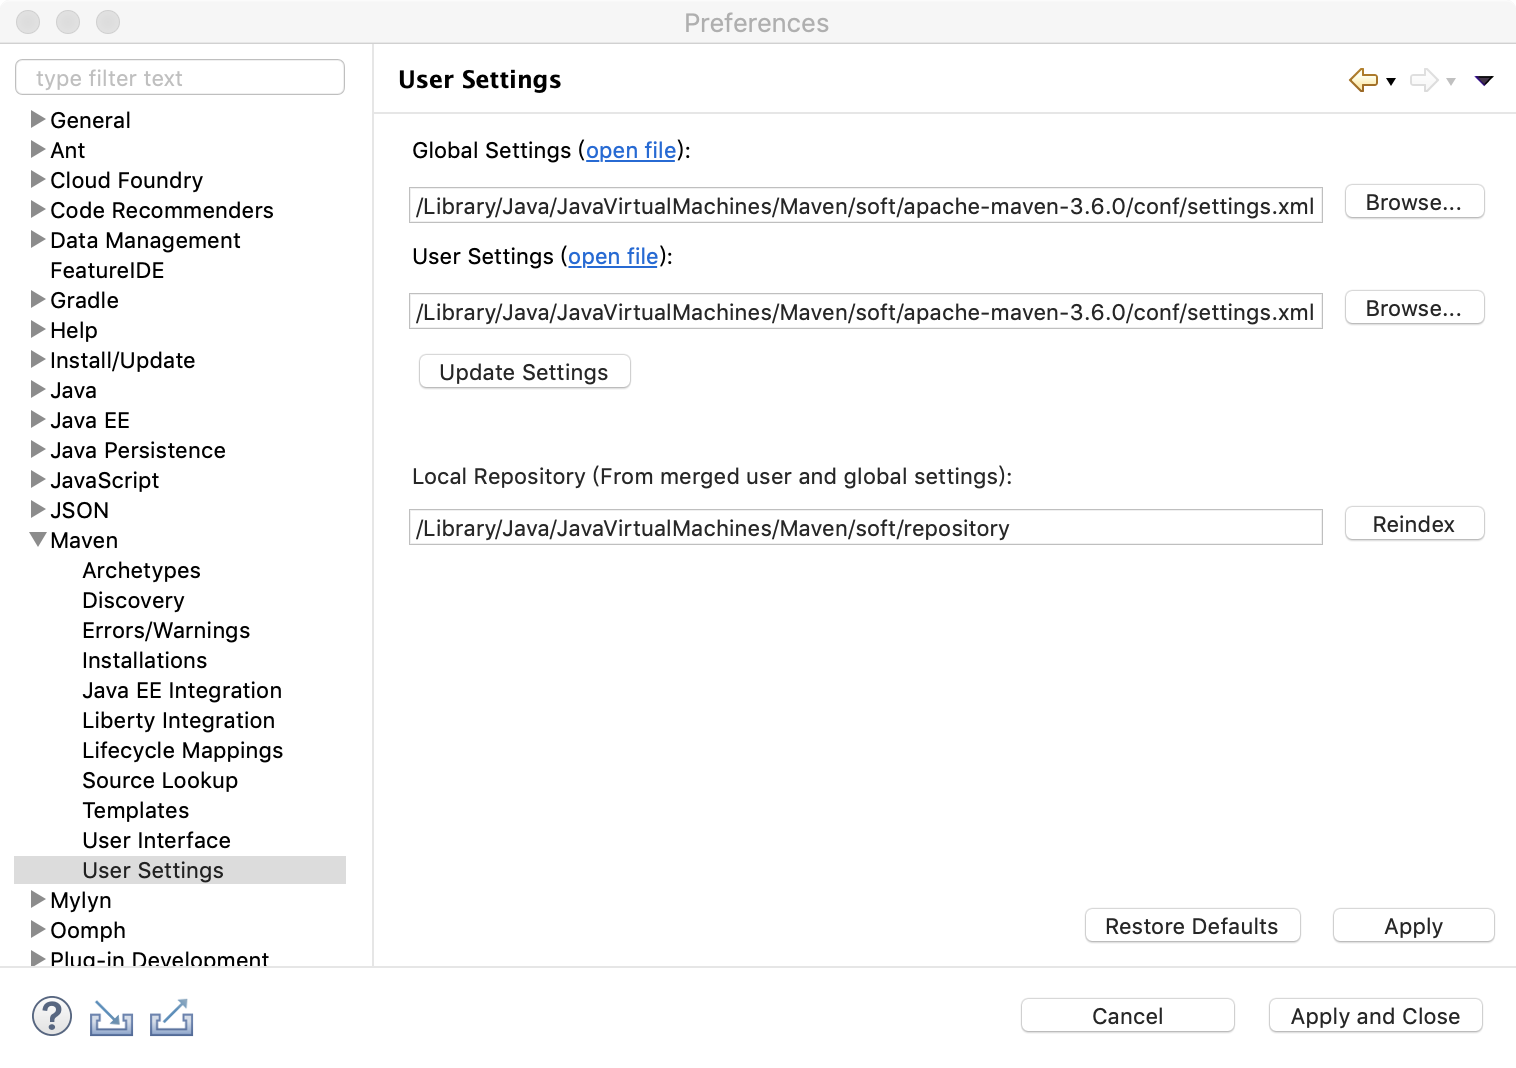 Preferences
type filter text
General
Ant
Cloud Foundry
Code Recommenders
Data Management
FeatureIDE
Gradle
Help
Install/Update
Java
Java EE
Java Persistence
JavaScript
JSON
Maven
Archetypes
Discovery
Errors/Warnings
Installations
Java EE Integration
Liberty Integration
Lifecycle Mappings
Source Lookup
Templates
User Interface
User Settings
Mylyn
Oomph
Plug-in Development
User Settings
Global Settings (open file):
/Library/Java/JavaVirtualMachines/Maven/soft/apache-maven-3.6.0/conf/settings.xml
Browse...
User Settings (open file):
/Library/Java/JavaVirtualMachines/Maven/soft/apache-maven-3.6.0/conf/settings.xml
Browse...
Update Settings
Local Repository (From merged user and global settings):
/Library/Java/JavaVirtualMachines/Maven/soft/repository
Reindex
Restore Defaults
Apply
?
Cancel
Apply and Close